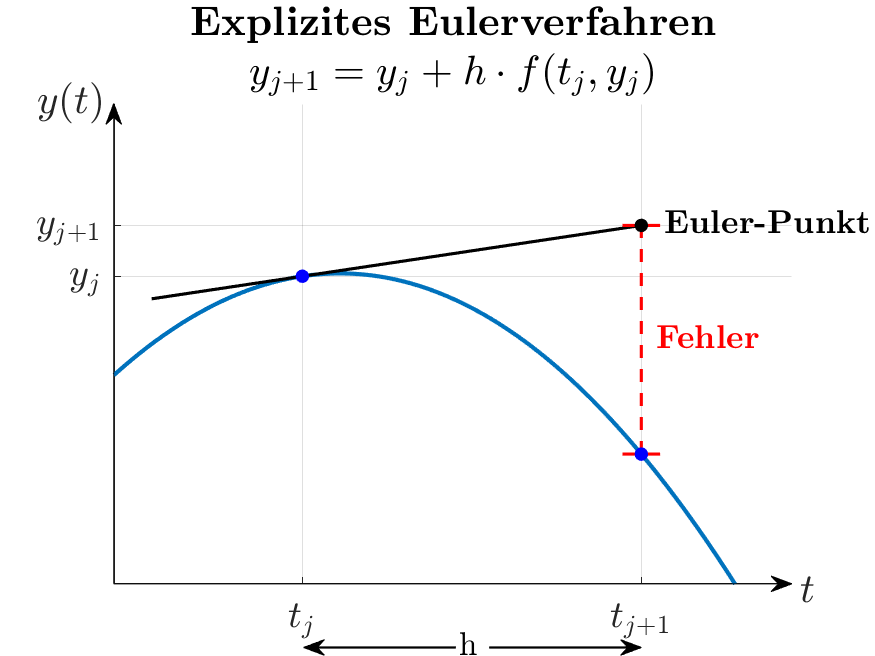 Explizites Eulerverfahren
y_{j+1} = y_j + h · f(t_j, y_j)
y(t)
y_{j+1}
Euler-Punkt
y_j
Fehler
t
t_j
t_{j+1}
h